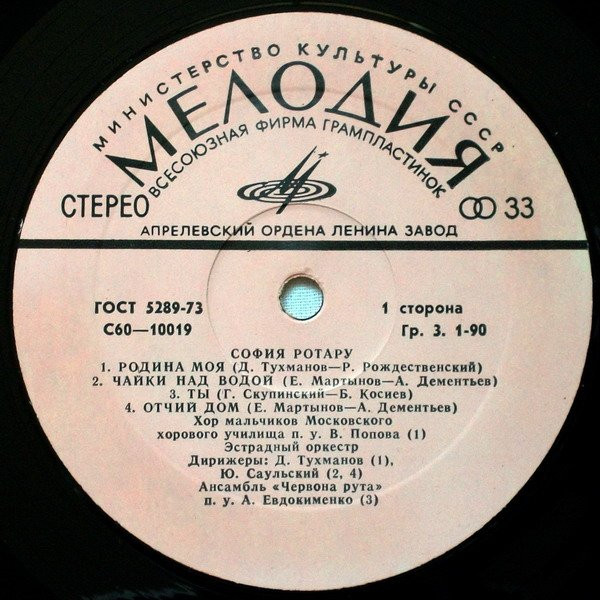 МИНИСТЕРСТВО КУЛЬТУРЫ СССР
МЕЛОДИЯ
ВСЕСОЮЗНАЯ ФИРМА ГРАМПЛАСТИНОК
СТЕРЕО 33
АПРЕЛЕВСКИЙ ОРДЕНА ЛЕНИНА ЗАВОД
ГОСТ 5289-73 1 сторона
С60—10019 Гр. 3. 1-90
СОФИЯ РОТАРУ
1. РОДИНА МОЯ (Д. Тухманов—Р. Рождественский)
2. ЧАЙКИ НАД ВОДОЙ (Е. Мартынов—А. Дементьев)
3. ТЫ (Г. Скупинский—Б. Косиев)
4. ОТЧИЙ ДОМ (Е. Мартынов—А. Дементьев)
Хор мальчиков Московского
хорового училища п. у. В. Попова (1)
Эстрадный оркестр
Дирижеры: Д. Тухманов (1),
Ю. Саульский (2, 4)
Ансамбль «Червона рута»
п. у. А. Евдокименко (3)